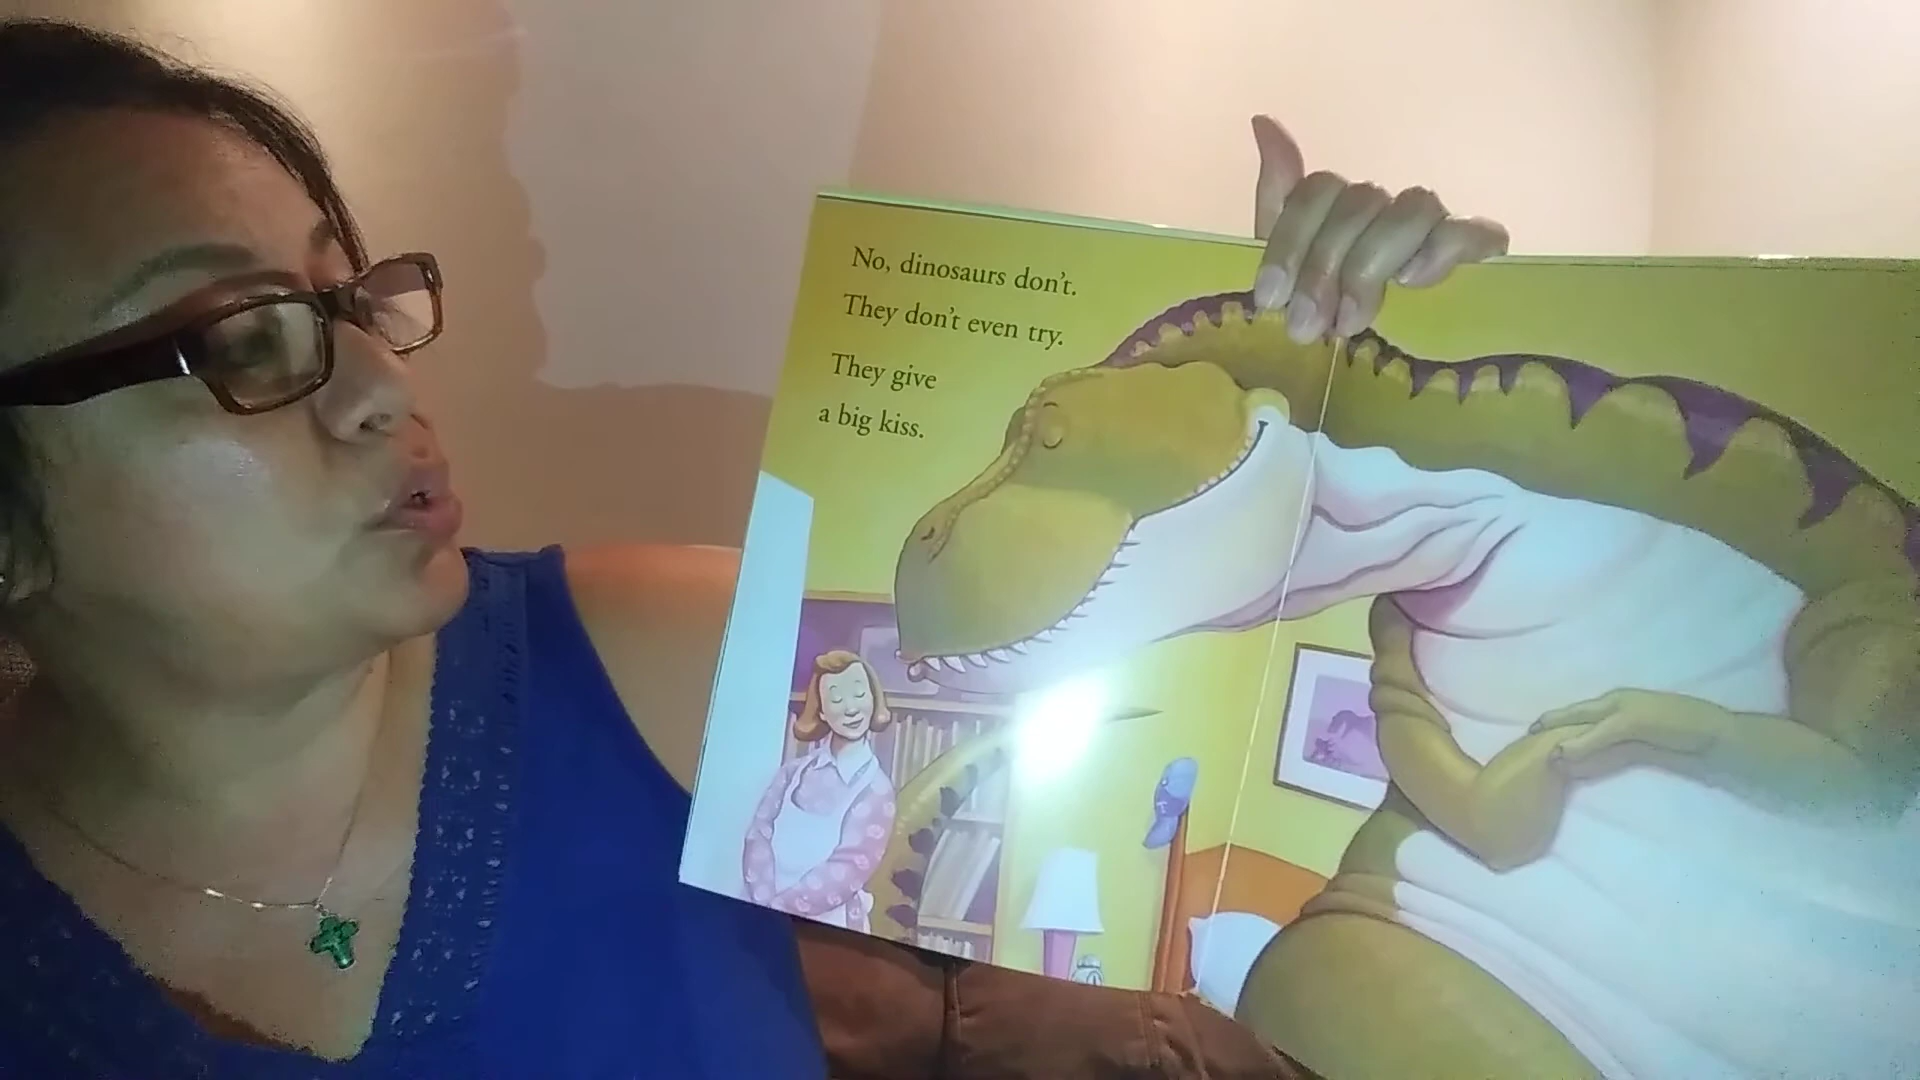 No, dinosaurs don't.
They don't even try.
They give
a big kiss.